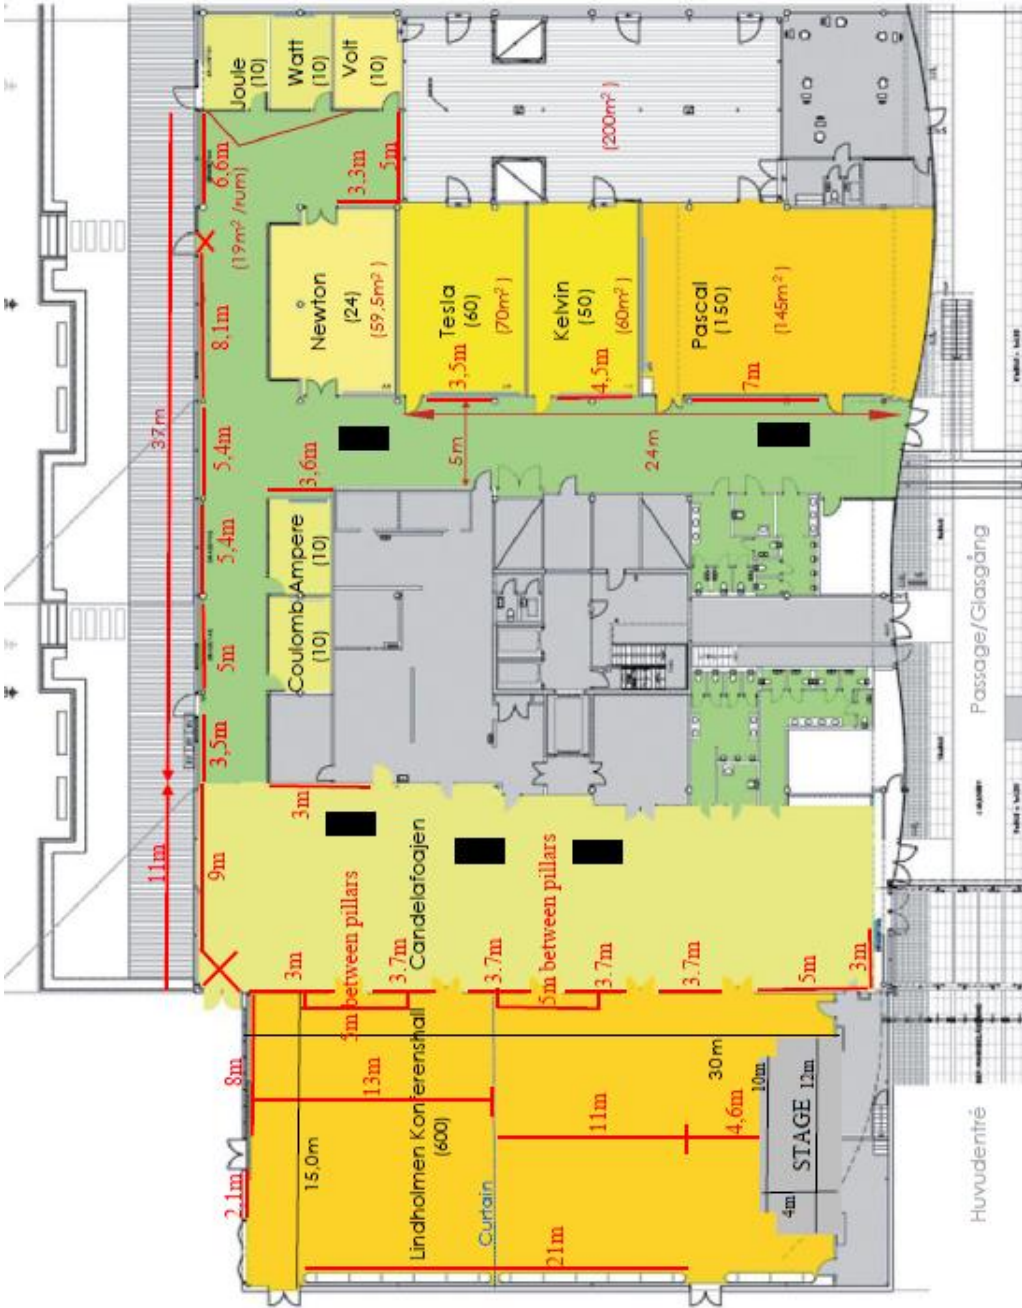 Joule
(10)
Watt
(10)
Volt
(10)
(200m²)
6,6m
(19m² /rum)
3,3m
5m
37m
8,1m
Newton
(24)
(59,5m²)
Tesla
(60)
(70m²)
3,5m
Kelvin
(50)
(60m²)
4,5m
Pascal
(150)
(145m²)
7m
5,4m
3,6m
5m
24m
5,4m
Ampere
(10)
5m
Coulomb
(10)
3,5m
3m
Passage/Glasgång
11m
9m
Candelafoajen
3m
5m between pillars
3.7m
3.7m
5m between pillars
3.7m
3.7m
5m
3m
8m
13m
Lindholmen Konferenshall
(600)
30m
10m
12m
11m
4,6m
STAGE
4m
2.1m
15,0m
Curtain
21m
Huvudentré